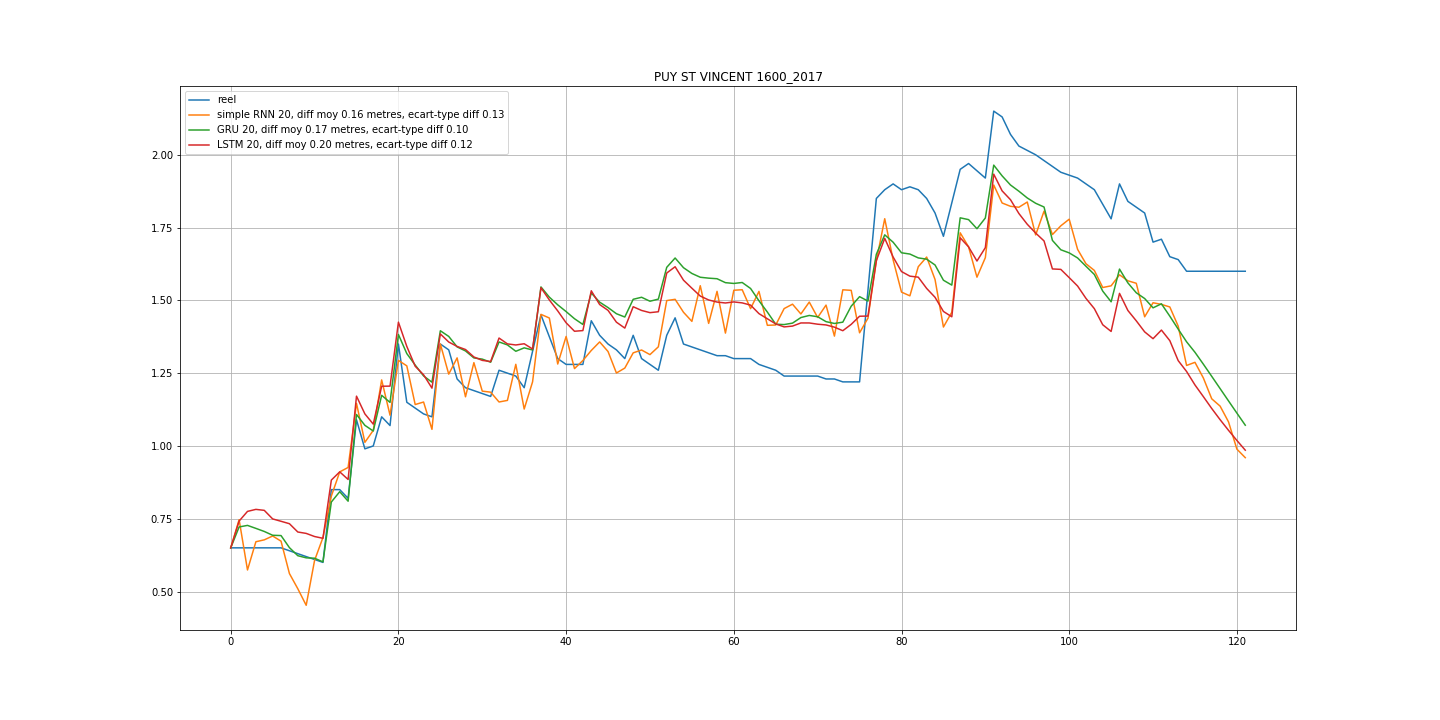 PUY ST VINCENT 1600_2017
reel
simple RNN 20, diff moy 0.16 metres, ecart-type diff 0.13
GRU 20, diff moy 0.17 metres, ecart-type diff 0.10
LSTM 20, diff moy 0.20 metres, ecart-type diff 0.12
2.00
1.75
1.50
1.25
1.00
0.75
0.50
0 20 40 60 80 100 120